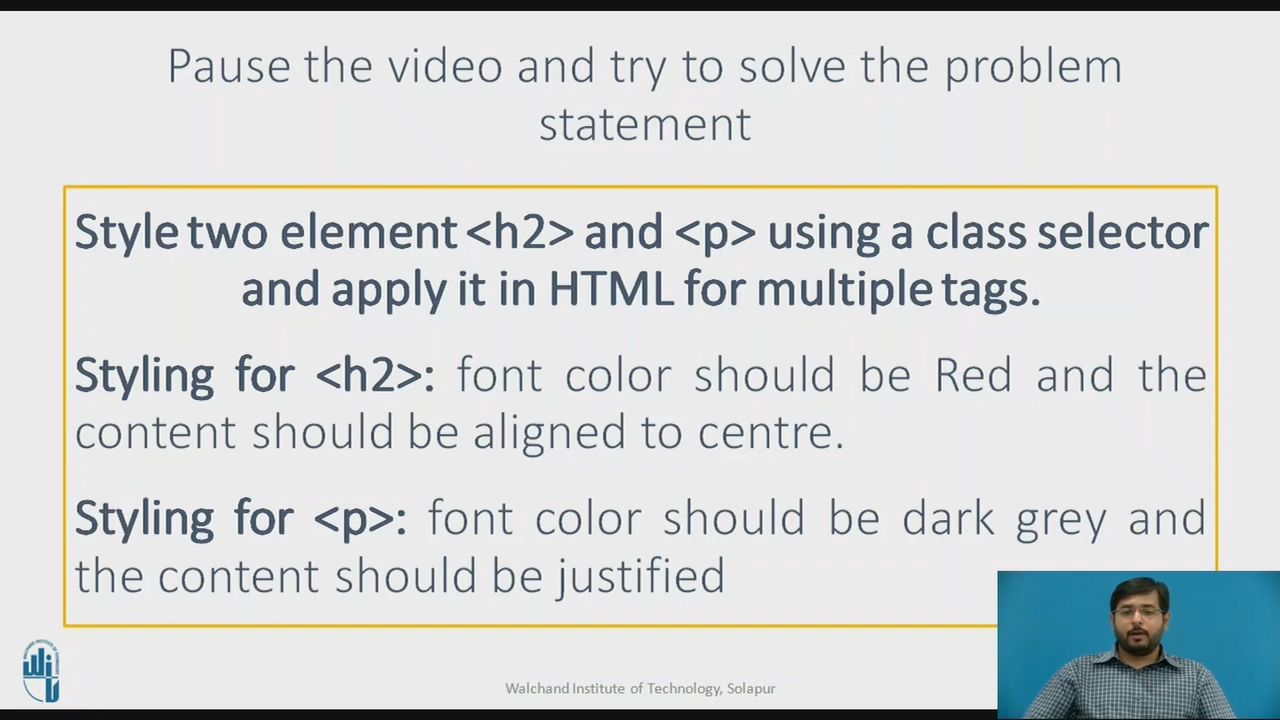 Pause the video and try to solve the problem
statement
Style two element <h2> and <p> using a class selector
and apply it in HTML for multiple tags.
Styling for <h2>: font color should be Red and the
content should be aligned to centre.
Styling for <p>: font color should be dark grey and
the content should be justified
Walchand Institute of Technology, Solapur